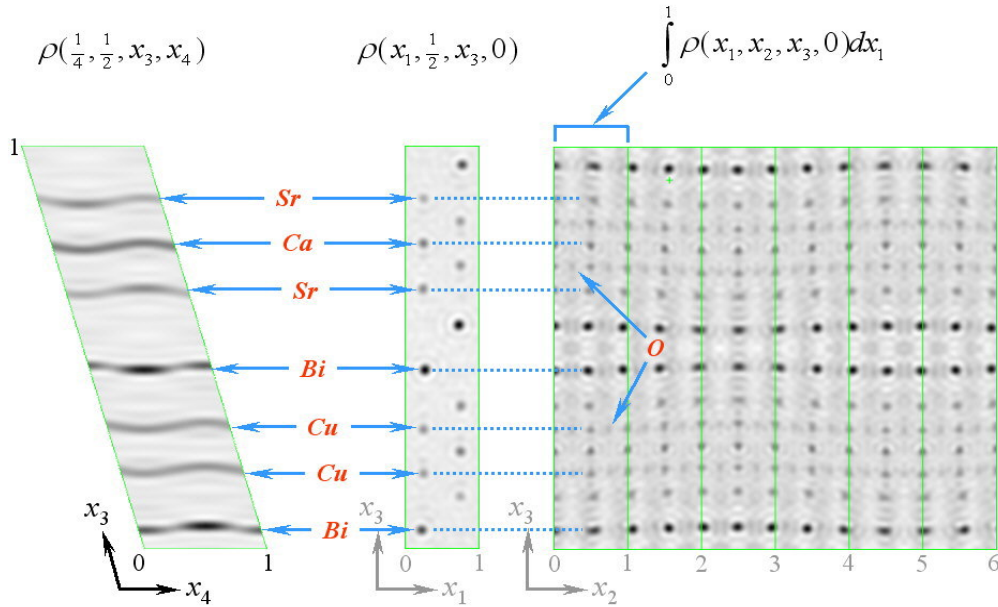 ρ(1/4, 1/2, x₃, x₄)
ρ(x₁, 1/2, x₃, 0)
∫₀¹ ρ(x₁, x₂, x₃, 0)dx₁
1
Sr
Ca
Sr
O
Bi
Cu
Cu
Bi
x₃
x₃
x₃
0 1
0 1
0 1 2 3 4 5 6
x₄
x₁
x₂